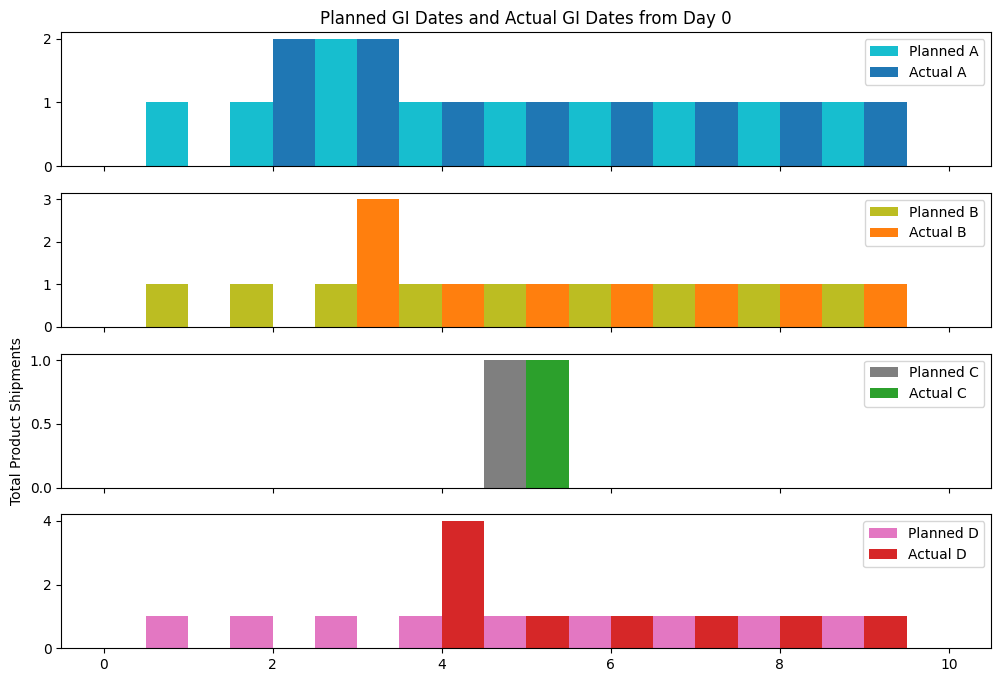 Planned GI Dates and Actual GI Dates from Day 0
2
1
0
Planned A
Actual A
3
2
1
0
Planned B
Actual B
Total Product Shipments
1.0
0.5
0.0
Planned C
Actual C
4
2
0
Planned D
Actual D
0 2 4 6 8 10